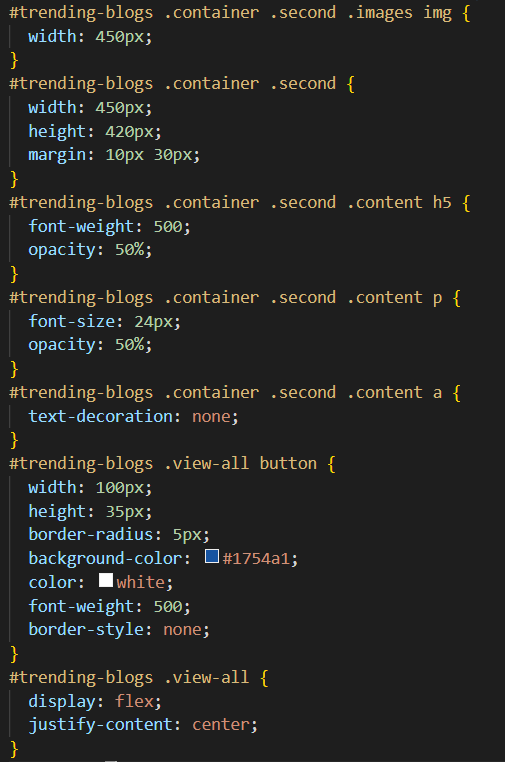 #trending-blogs .container .second .images img {
  width: 450px;
}
#trending-blogs .container .second {
  width: 450px;
  height: 420px;
  margin: 10px 30px;
}
#trending-blogs .container .second .content h5 {
  font-weight: 500;
  opacity: 50%;
}
#trending-blogs .container .second .content p {
  font-size: 24px;
  opacity: 50%;
}
#trending-blogs .container .second .content a {
  text-decoration: none;
}
#trending-blogs .view-all button {
  width: 100px;
  height: 35px;
  border-radius: 5px;
  background-color: #1754a1;
  color: white;
  font-weight: 500;
  border-style: none;
}
#trending-blogs .view-all {
  display: flex;
  justify-content: center;
}